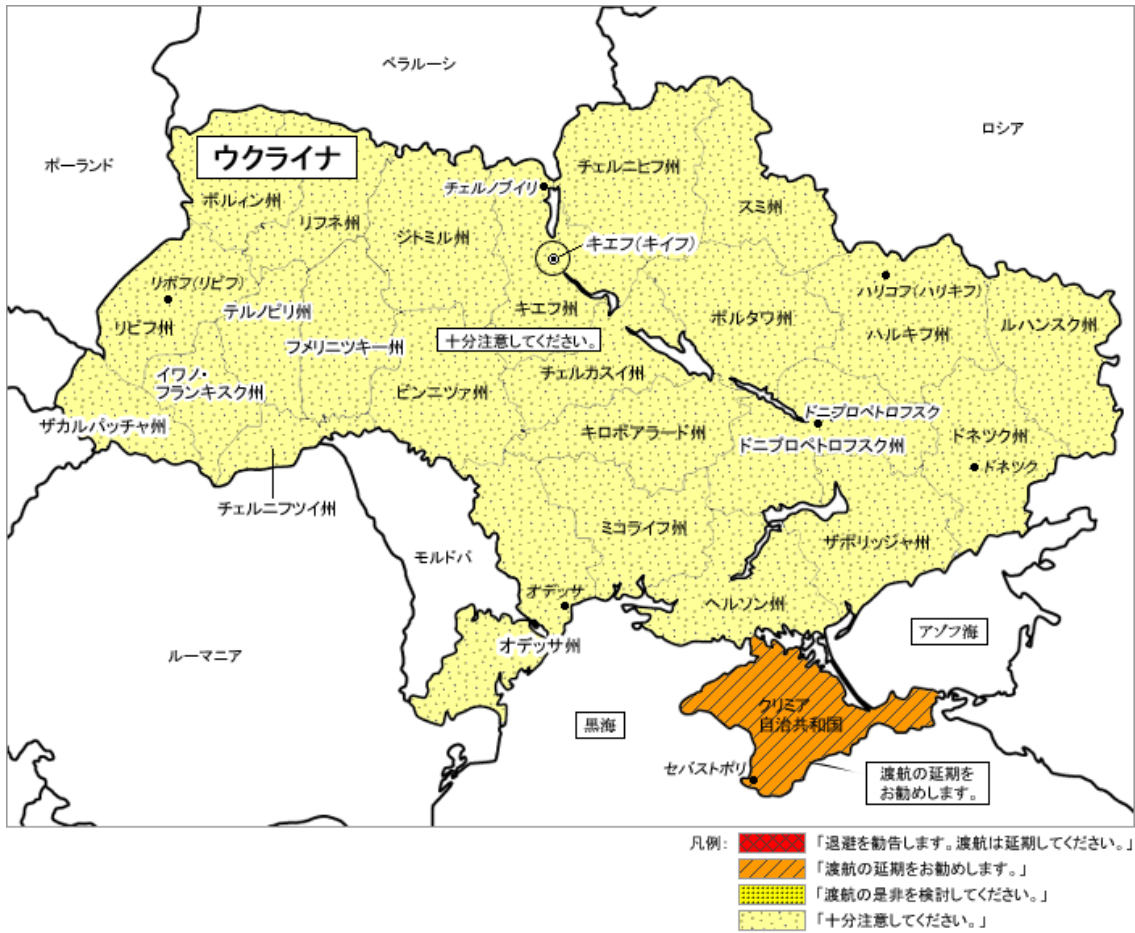 ベラルーシ
ロシア
ポーランド
ウクライナ
チェルニヒフ州
チェルノブイリ
ボルィン州
スミ州
リフネ州
ジトミル州
キエフ(キイフ)
リボフ(リビフ)
ハリコフ(ハリキフ)
テルノピリ州
キエフ州
ポルタワ州
ルハンスク州
リビフ州
ハルキフ州
フメリニツキー州
十分注意してください。
イワノ・
フランキスク州
チェルカスイ州
ビンニツァ州
ドニプロペトロフスク
ザカルパッチャ州
キロボアラード州
ドニプロペトロフスク州
ドネツク州
ドネツク
チェルニフツイ州
ミコライフ州
ザポリッジャ州
モルドバ
オデッサ
ヘルソン州
アゾフ海
オデッサ州
ルーマニア
クリミア
自治共和国
黒海
セバストポリ
渡航の延期を
お勧めします。
凡例:
「退避を勧告します。渡航は延期してください。」
「渡航の延期をお勧めします。」
「渡航の是非を検討してください。」
「十分注意してください。」